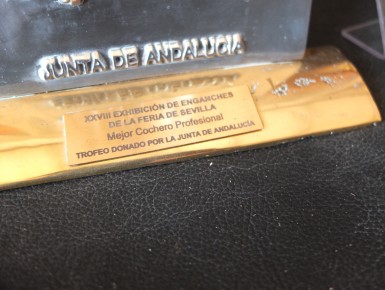 JUNTA DE ANDALUCIA
XXVIII EXHIBICIÓN DE ENGANCHES
DE LA FERIA DE SEVILLA
Mejor Cochero Profesional
TROFEO DONADO POR LA JUNTA DE ANDALUCÍA